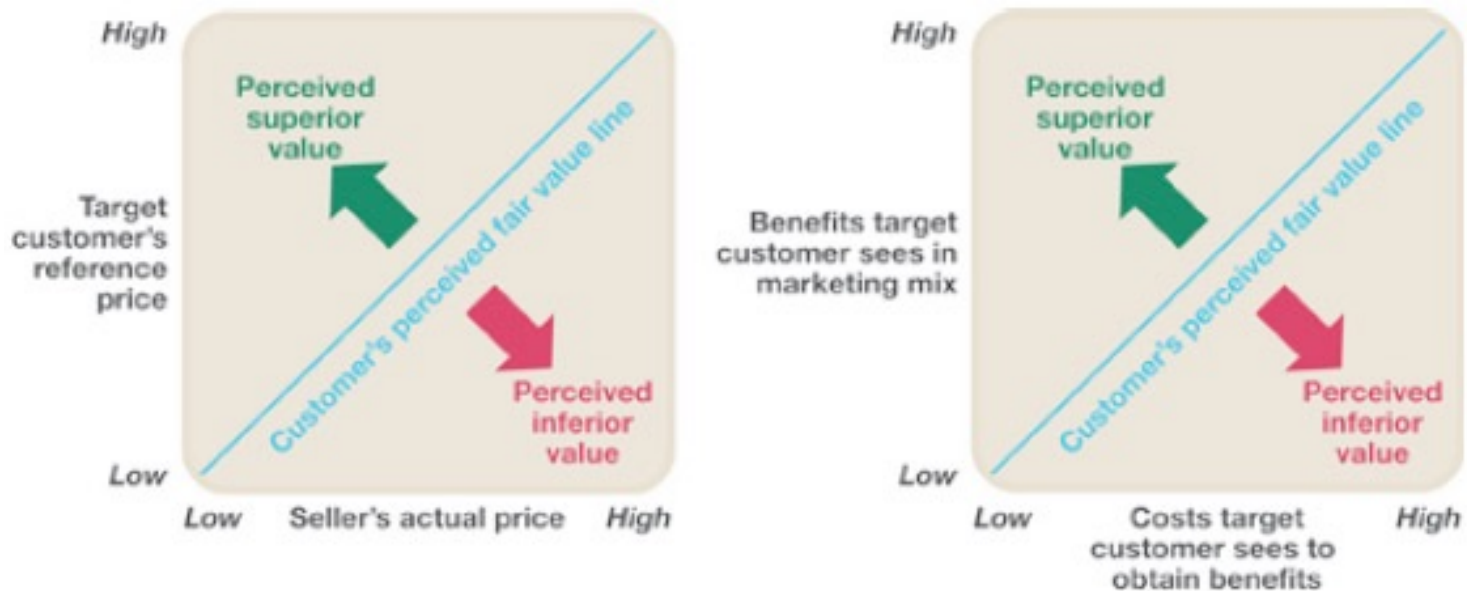 High
Perceived
superior
value
Customer's perceived fair value line
Target
customer's
reference
price
Perceived
inferior
value
Low
Low
Seller's actual price
High
High
Perceived
superior
value
Customer's perceived fair value line
Benefits target
customer sees in
marketing mix
Perceived
inferior
value
Low
Low
Costs target
customer sees to
obtain benefits
High